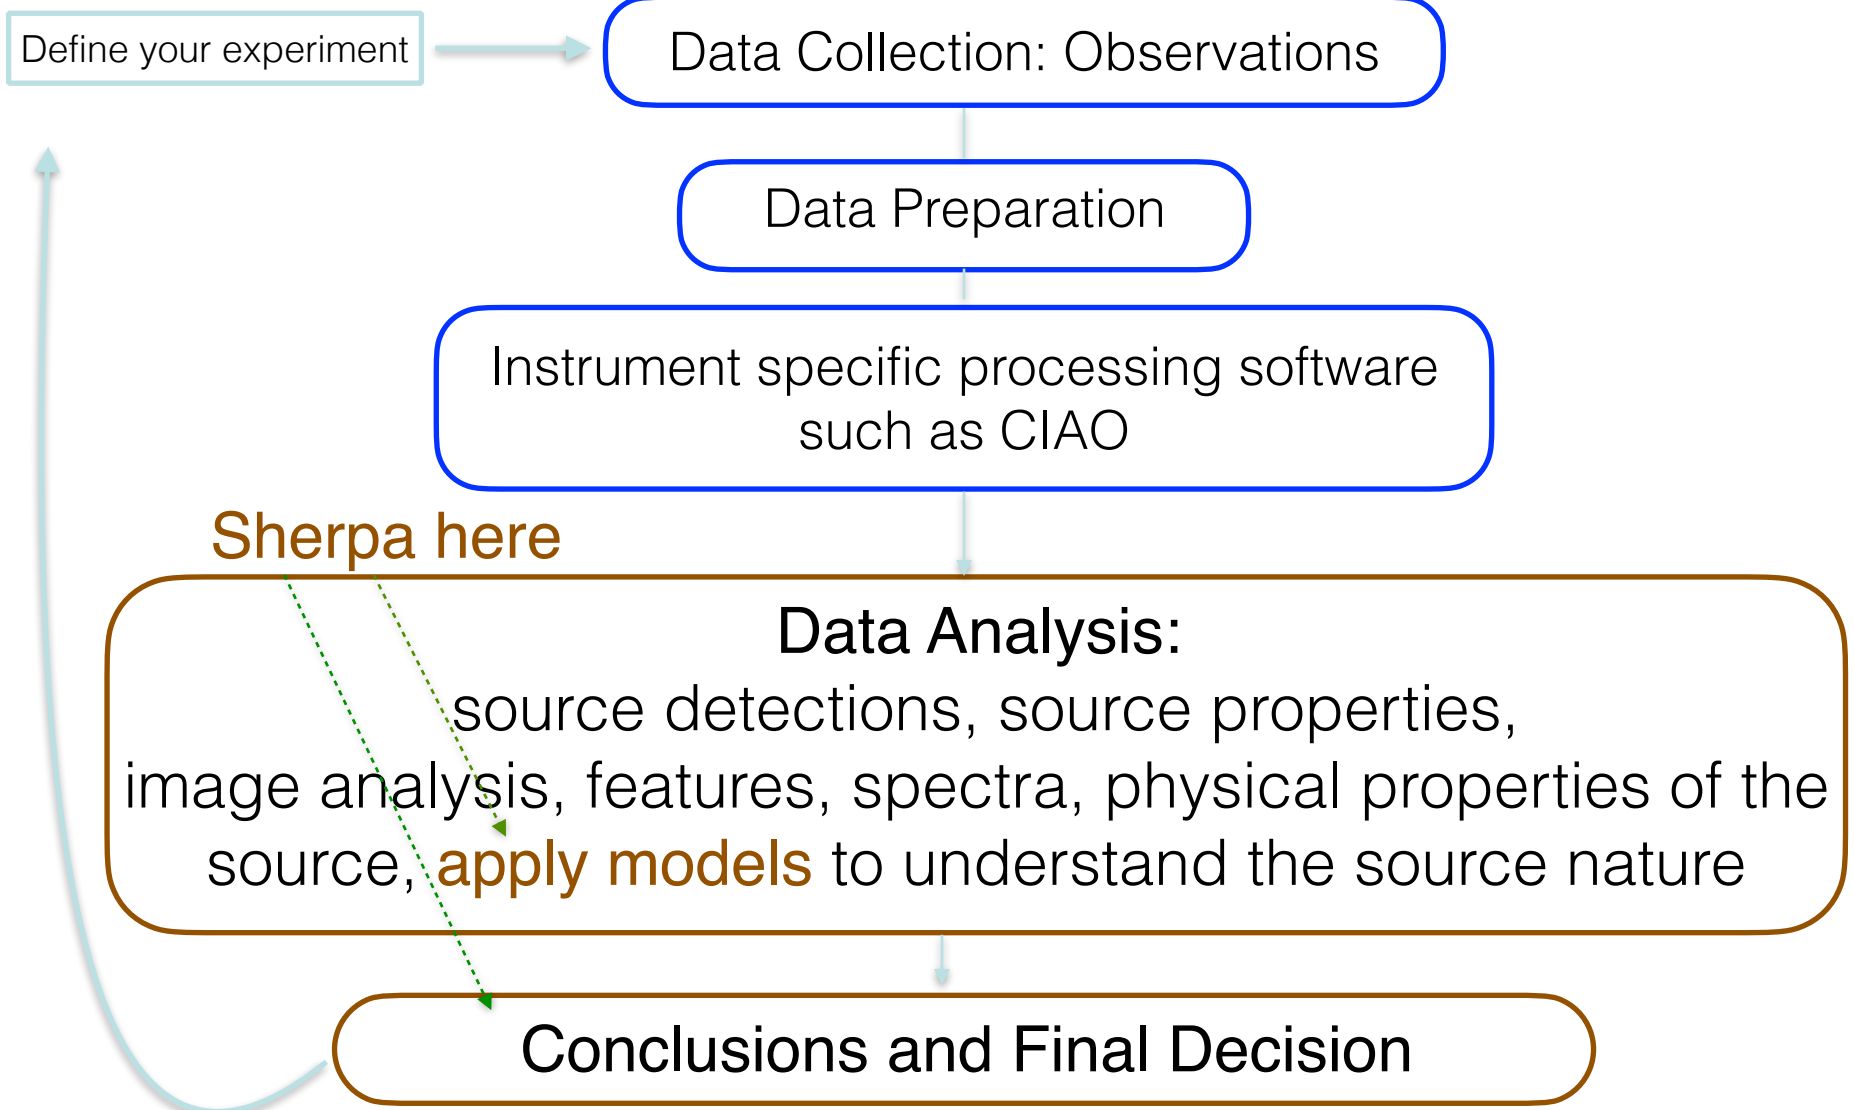 Define your experiment
Data Collection: Observations
Data Preparation
Instrument specific processing software
such as CIAO
Sherpa here
Data Analysis:
source detections, source properties,
image analysis, features, spectra, physical properties of the
source, apply models to understand the source nature
Conclusions and Final Decision